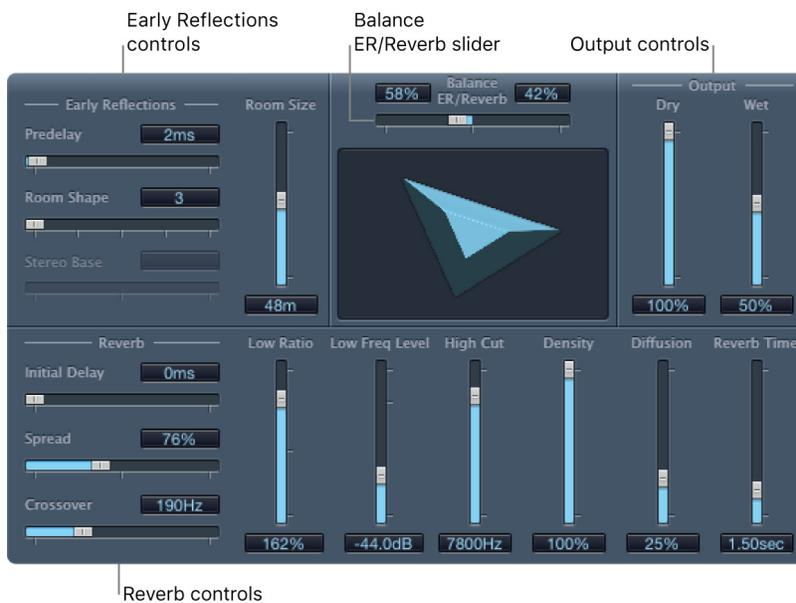 Early Reflections
controls
Balance
ER/Reverb slider
Output controls
Early Reflections
Room Size
58%
Balance
ER/Reverb
42%
Output
Dry
Wet
Predelay
2ms
Room Shape
3
Stereo Base
48m
100%
50%
Reverb
Low Ratio
Low Freq Level
High Cut
Density
Diffusion
Reverb Time
Initial Delay
0ms
Spread
76%
Crossover
190Hz
162%
-44.0dB
7800Hz
100%
25%
1.50sec
Reverb controls